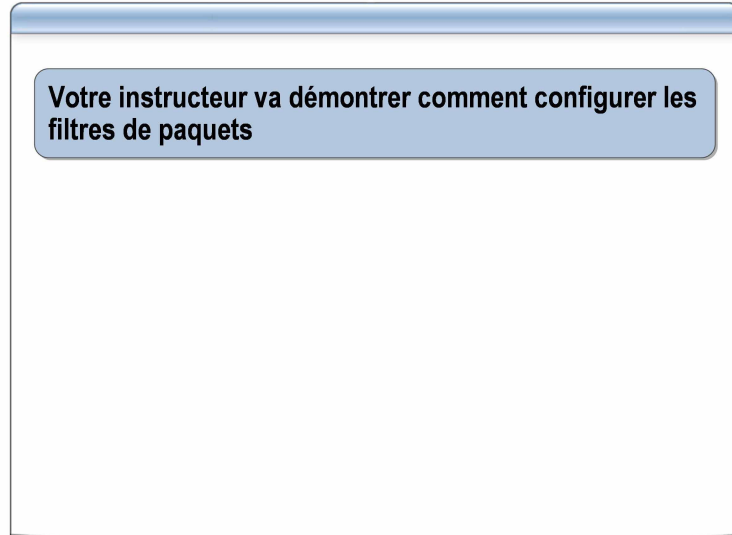 Votre instructeur va démontrer comment configurer les
filtres de paquets